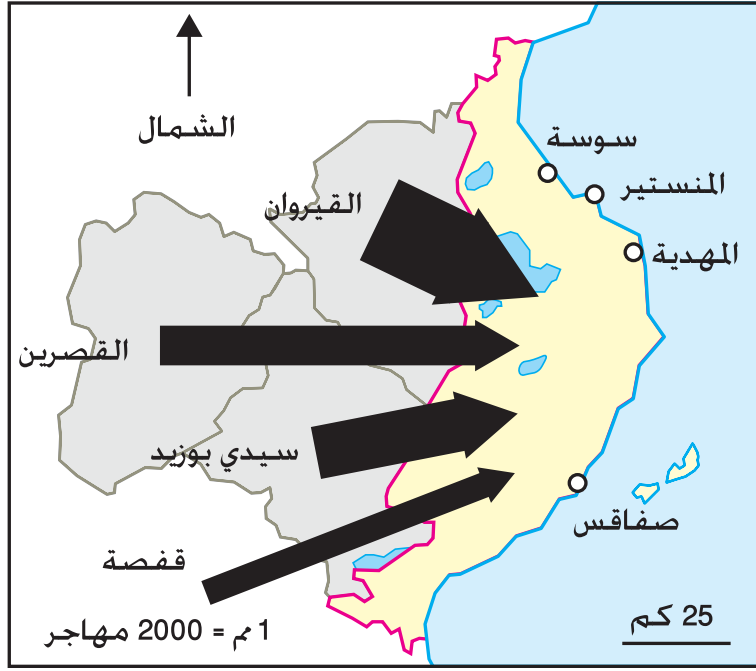 الشمال
سوسة
المنستير
القيروان
المهدية
القصرين
سيدي بوزيد
صفاقس
قفصة
1مم = 2000 مهاجر
25 كم